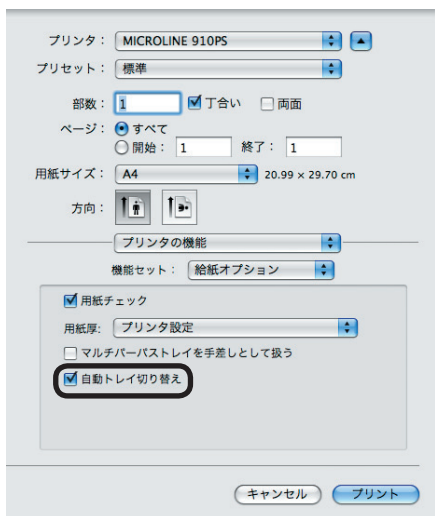 プリンタ： MICROLINE 910PS
プリセット： 標準
部数： 1 丁合い 両面
ページ： すべて
開始： 1 終了： 1
用紙サイズ： A4 20.99 × 29.70 cm
方向：
プリンタの機能
機能セット： 給紙オプション
用紙チェック
用紙厚： プリンタ設定
マルチパーパストレイを手差しとして扱う
自動トレイ切り替え
キャンセル プリント